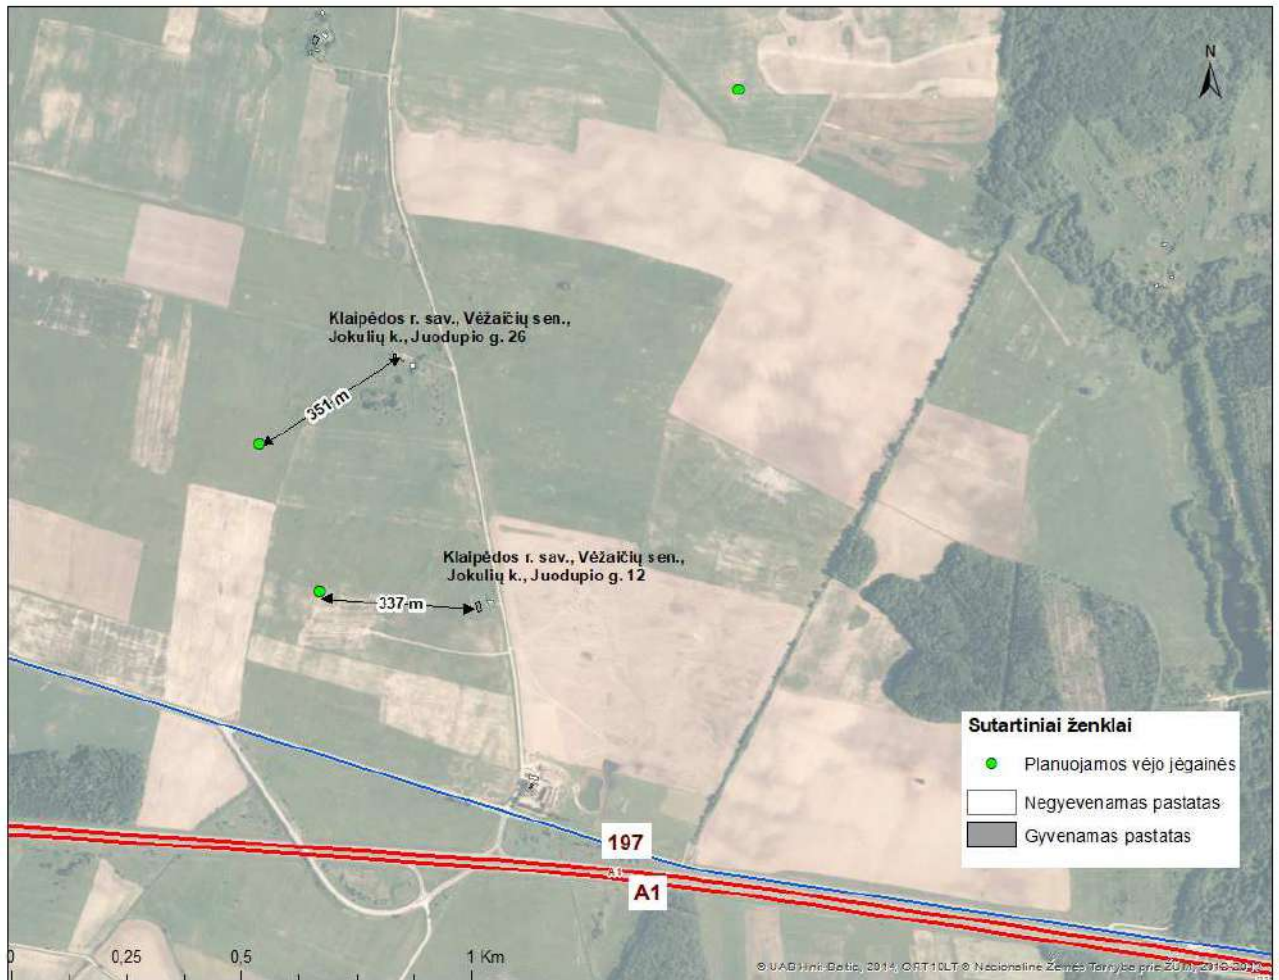 N
Klaipėdos r. sav., Vėžaičių sen.,
Jokulių k., Juodupio g. 26
351 m
Klaipėdos r. sav., Vėžaičių sen.,
Jokulių k., Juodupio g. 12
337 m
Sutartiniai ženklai
Planuojamos vėjo jėgainės
Negyevenamas pastatas
Gyvenamas pastatas
197
A1
A1
0 0,25 0,5 1 Km
© UAB Hnit-Baltic, 2014, ORT10LT © Nacionalinė Žemės Tarnyba prie ŽŪM,